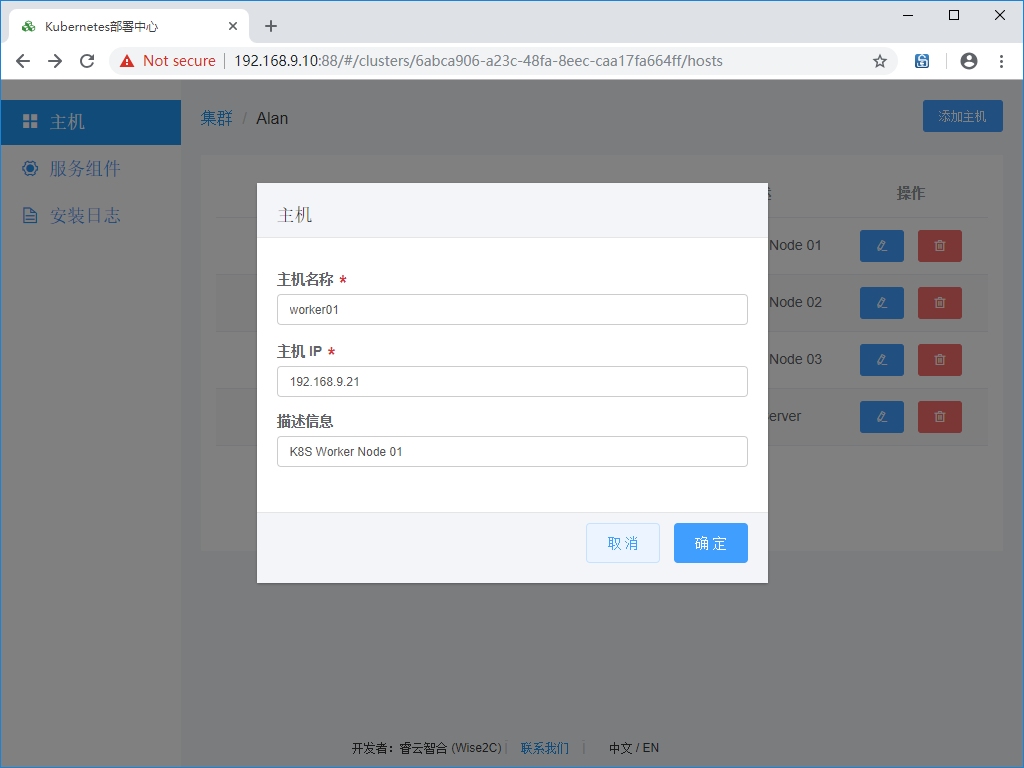 Kubernetes部署中心
Not secure
192.168.9.10:88/#/clusters/6abca906-a23c-48fa-8eec-caa17fa664ff/hosts
主机
服务组件
安装日志
集群 / Alan
添加主机
操作
Node 01
Node 02
Node 03
主机
主机名称 *
worker01
主机 IP *
192.168.9.21
描述信息
K8S Worker Node 01
取消
确定
开发者：睿云智合 (Wise2C) | 联系我们 | 中文 / EN